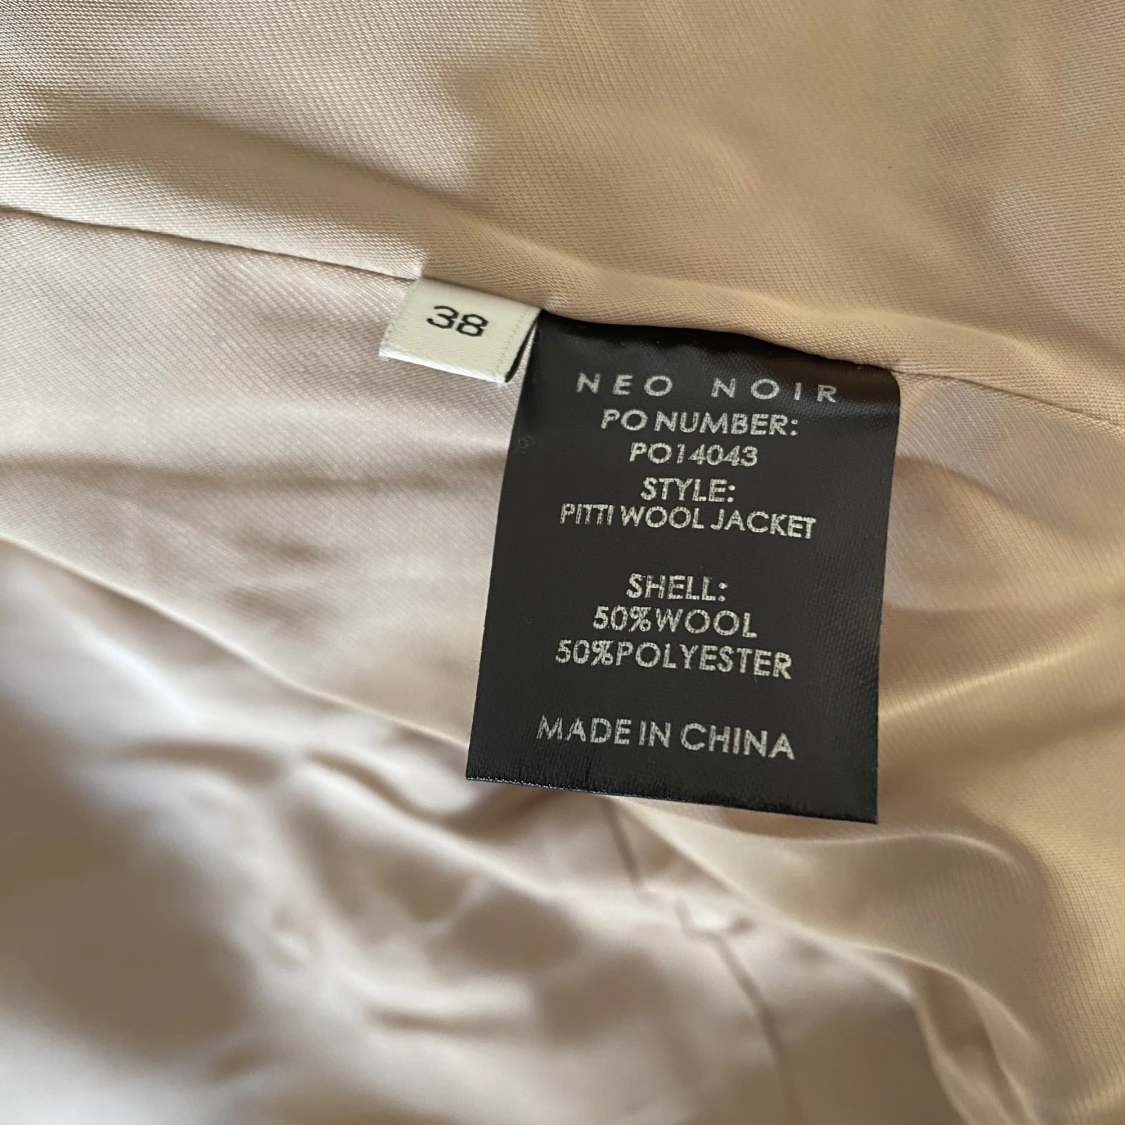 38
NEO NOIR
PO NUMBER:
PO14043
STYLE:
PITTI WOOL JACKET
SHELL:
50%WOOL
50%POLYESTER
MADE IN CHINA